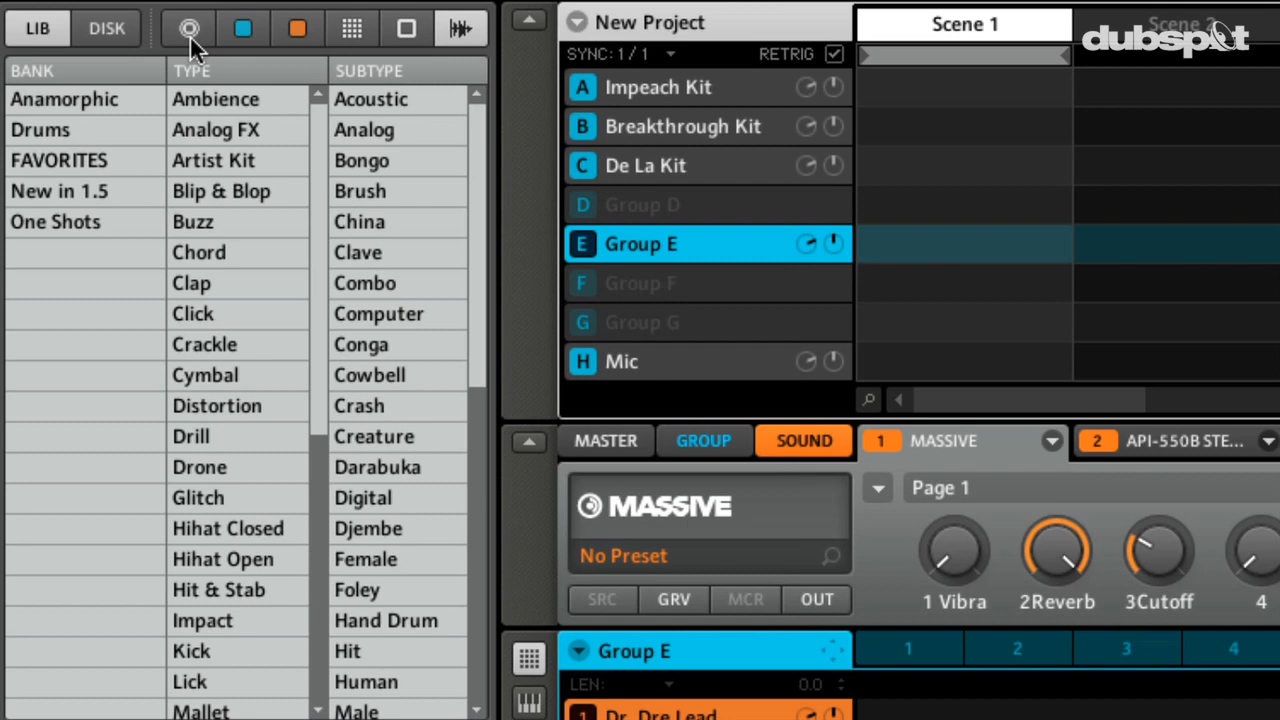 LIB DISK
BANK TYPE SUBTYPE
Anamorphic Ambience Acoustic
Drums Analog FX Analog
FAVORITES Artist Kit Bongo
New in 1.5 Blip & Blop Brush
One Shots Buzz China
Chord Clave
Clap Combo
Click Computer
Crackle Conga
Cymbal Cowbell
Distortion Crash
Drill Creature
Drone Darabuka
Glitch Digital
Hihat Closed Djembe
Hihat Open Female
Hit & Stab Foley
Impact Hand Drum
Kick Hit
Lick Human
Mallet Male
New Project Scene 1 Scene 2
dubspot
SYNC: 1 / 1 RETRIG
A Impeach Kit
B Breakthrough Kit
C De La Kit
D Group D
E Group E
F Group F
G Group G
H Mic
MASTER GROUP SOUND 1 MASSIVE 2 API-550B STE...
MASSIVE Page 1
No Preset
SRC GRV MCR OUT 1 Vibra 2Reverb 3Cutoff 4
Group E 1 2 3 4
LEN: 0.0
1 Dr. Dre Lead